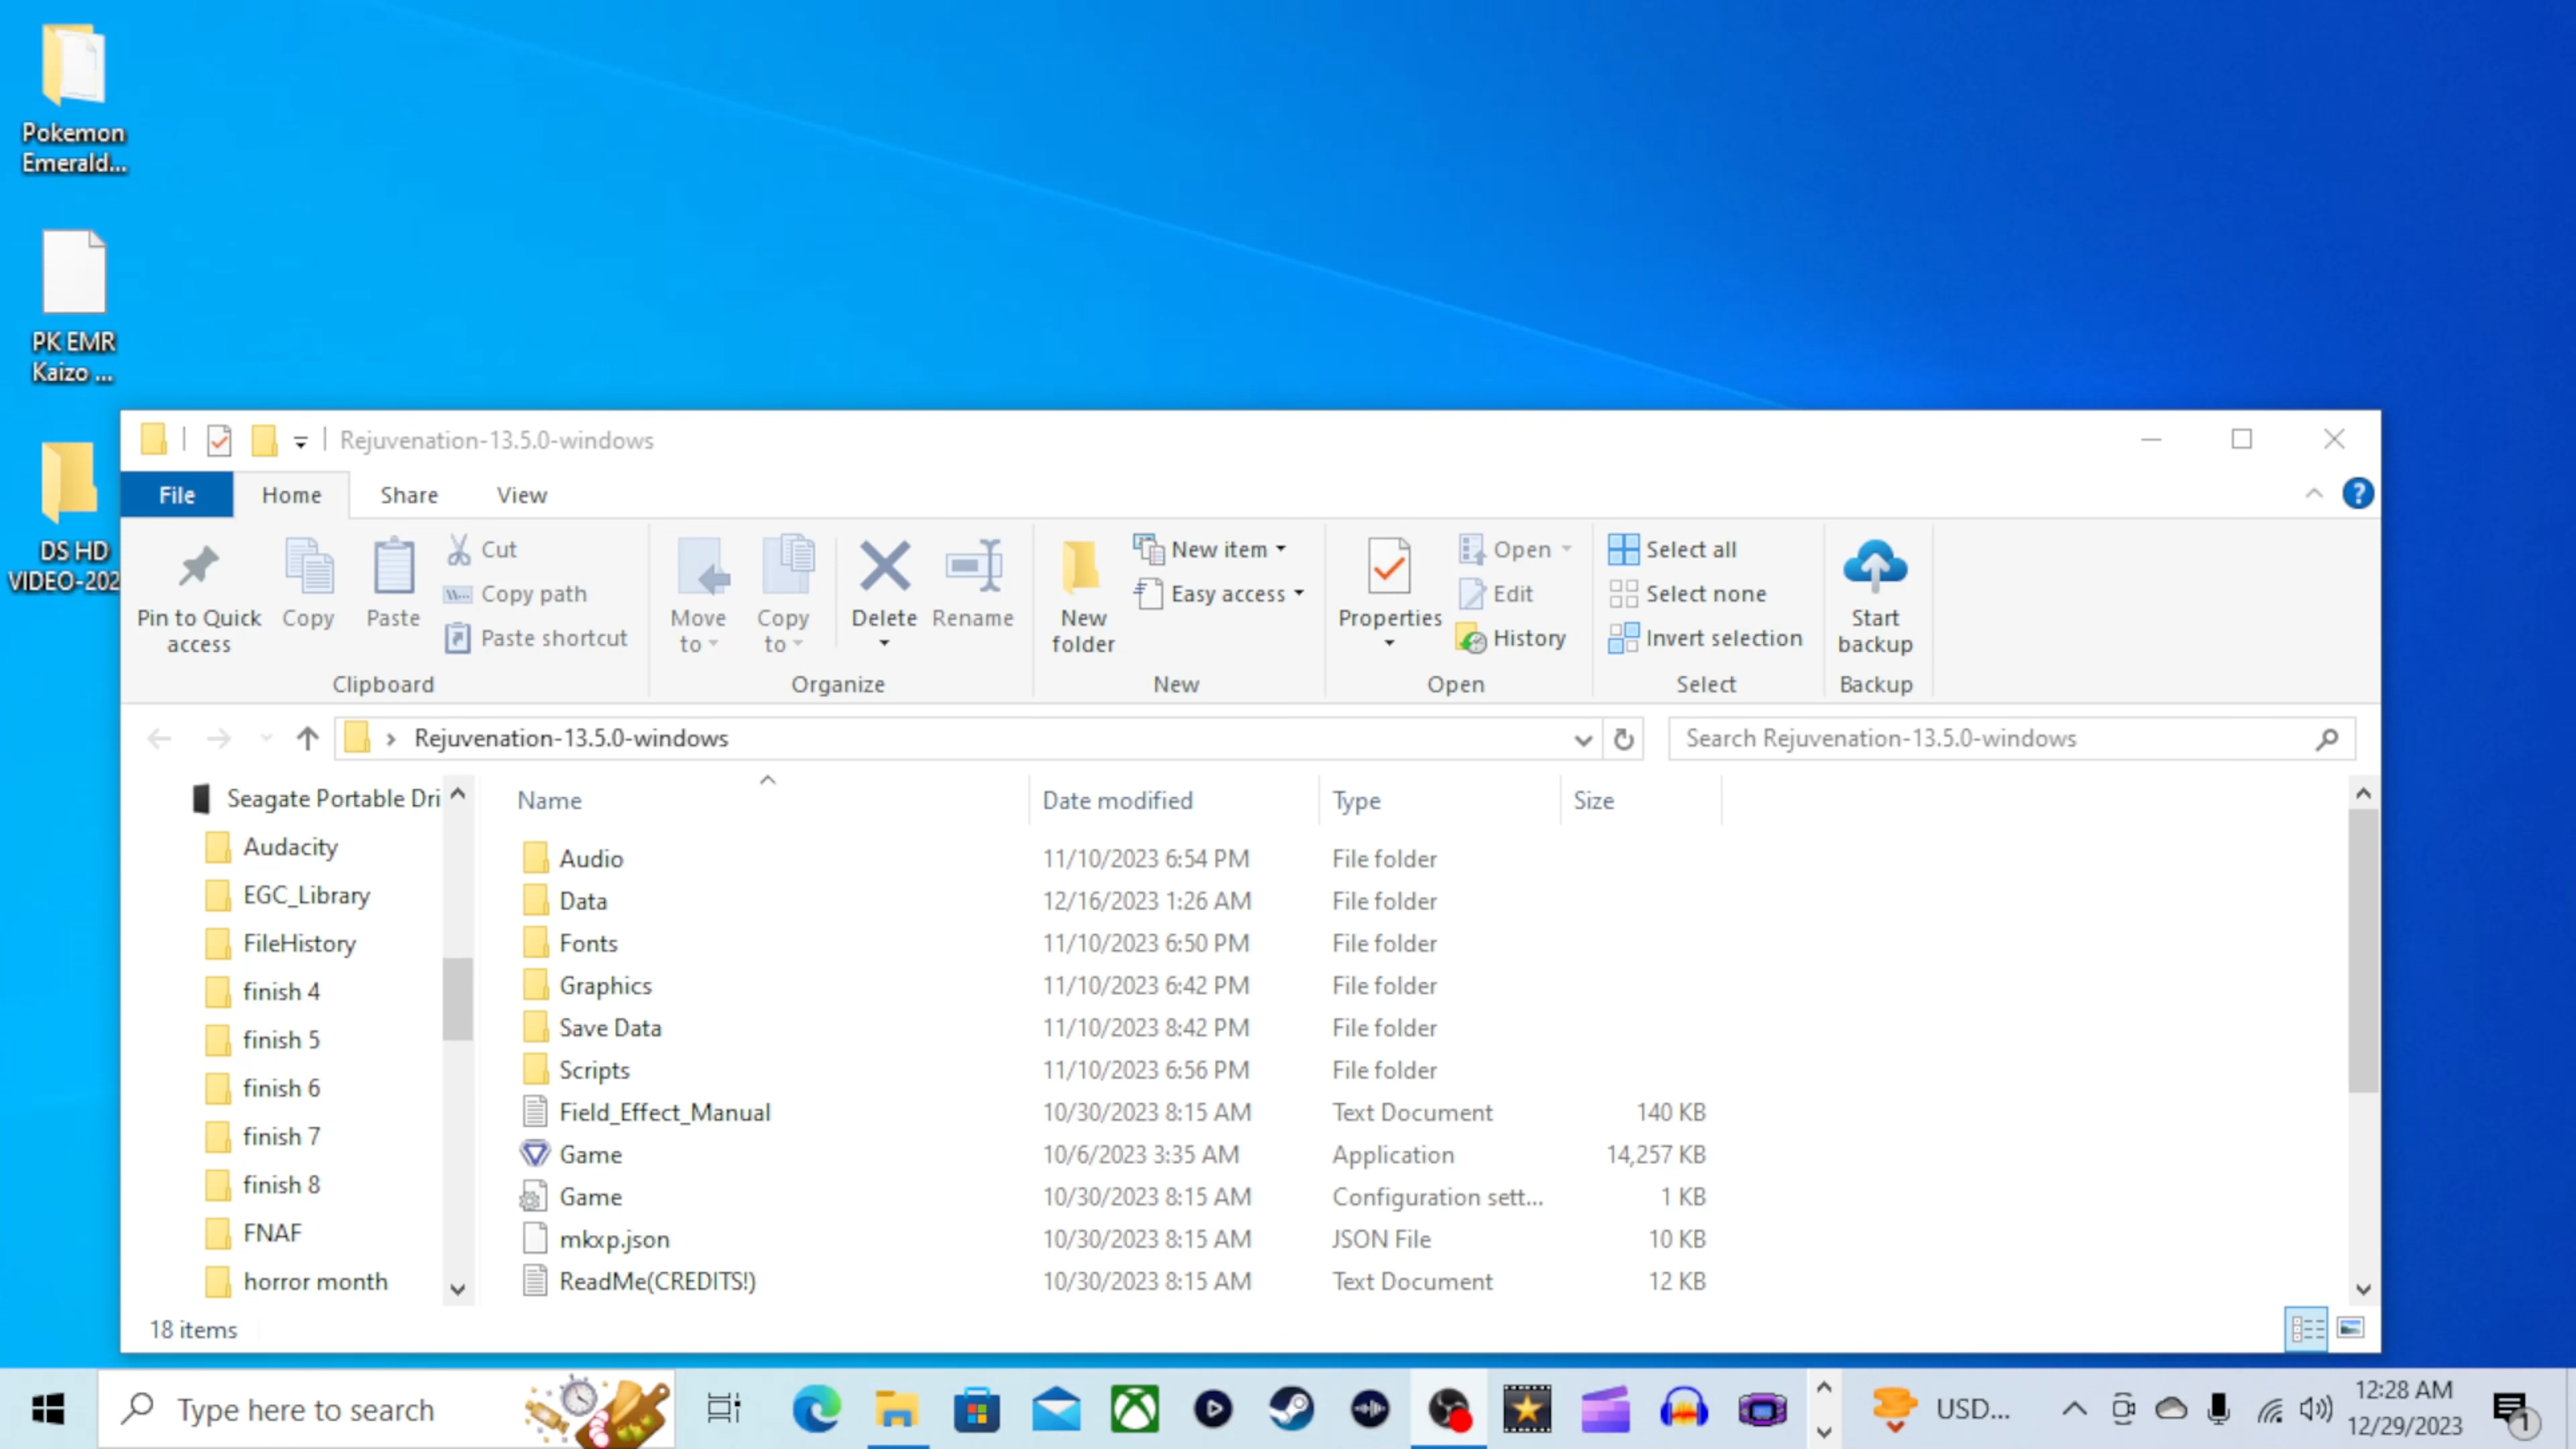 Pokemon
Emerald...
PK EMR
Kaizo ...
DS HD
VIDEO-202
Rejuvenation-13.5.0-windows
File Home Share View
Pin to Quick access
Copy
Paste
Cut
Copy path
Paste shortcut
Clipboard
Move to
Copy to
Delete
Rename
Organize
New folder
New item
Easy access
New
Properties
Open
Edit
History
Open
Select all
Select none
Invert selection
Select
Start backup
Backup
Rejuvenation-13.5.0-windows
Search Rejuvenation-13.5.0-windows
Seagate Portable Dri
Audacity
EGC_Library
FileHistory
finish 4
finish 5
finish 6
finish 7
finish 8
FNAF
horror month
Name Date modified Type Size
Audio 11/10/2023 6:54 PM File folder
Data 12/16/2023 1:26 AM File folder
Fonts 11/10/2023 6:50 PM File folder
Graphics 11/10/2023 6:42 PM File folder
Save Data 11/10/2023 8:42 PM File folder
Scripts 11/10/2023 6:56 PM File folder
Field_Effect_Manual 10/30/2023 8:15 AM Text Document 140 KB
Game 10/6/2023 3:35 AM Application 14,257 KB
Game 10/30/2023 8:15 AM Configuration sett... 1 KB
mkxp.json 10/30/2023 8:15 AM JSON File 10 KB
ReadMe(CREDITS!) 10/30/2023 8:15 AM Text Document 12 KB
18 items
Type here to search
USD...
12:28 AM
12/29/2023
1